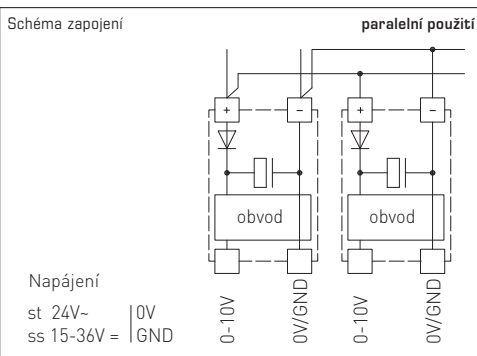 Schéma zapojení
paralelní použití
+ − + −
obvod obvod
Napájení
st 24V~ 0V
ss 15-36V = GND
0-10V
0V/GND
0-10V
0V/GND